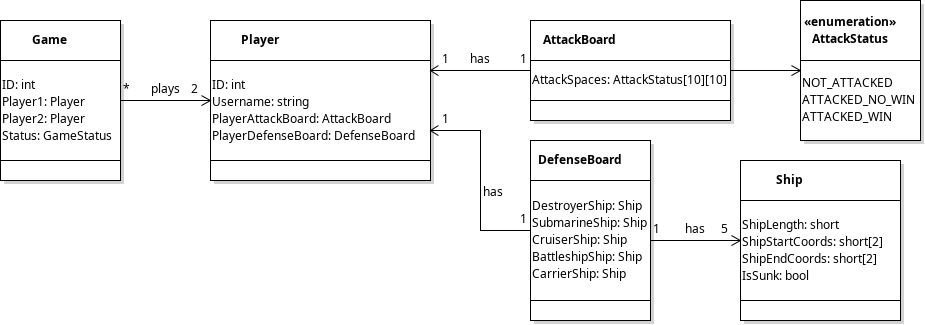 Game
ID: int
Player1: Player
Player2: Player
Status: GameStatus
* plays 2
Player
ID: int
Username: string
PlayerAttackBoard: AttackBoard
PlayerDefenseBoard: DefenseBoard
1 has 1
AttackBoard
AttackSpaces: AttackStatus[10][10]
«enumeration»
AttackStatus
NOT_ATTACKED
ATTACKED_NO_WIN
ATTACKED_WIN
1
has
1
DefenseBoard
DestroyerShip: Ship
SubmarineShip: Ship
CruiserShip: Ship
BattleshipShip: Ship
CarrierShip: Ship
1 has 5
Ship
ShipLength: short
ShipStartCoords: short[2]
ShipEndCoords: short[2]
IsSunk: bool